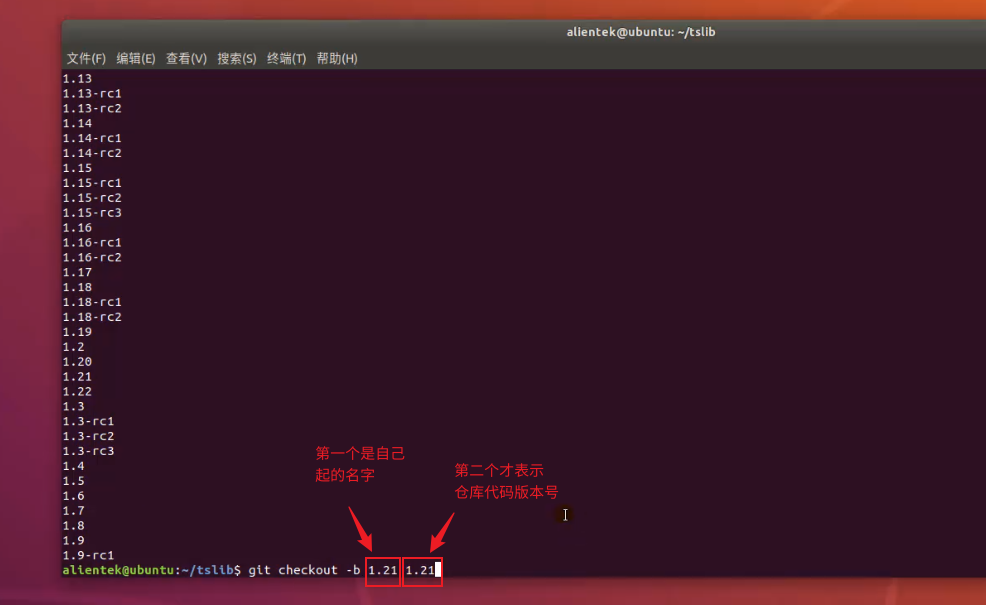 alientek@ubuntu: ~/tslib
文件(F) 编辑(E) 查看(V) 搜索(S) 终端(T) 帮助(H)
1.13
1.13-rc1
1.13-rc2
1.14
1.14-rc1
1.14-rc2
1.15
1.15-rc1
1.15-rc2
1.15-rc3
1.16
1.16-rc1
1.16-rc2
1.17
1.18
1.18-rc1
1.18-rc2
1.19
1.2
1.20
1.21
1.22
1.3
1.3-rc1
1.3-rc2
1.3-rc3
1.4
1.5
1.6
1.7
1.8
1.9
1.9-rc1
第一个是自己
起的名字
第二个才表示
仓库代码版本号
alientek@ubuntu:~/tslib$ git checkout -b 1.21 1.21